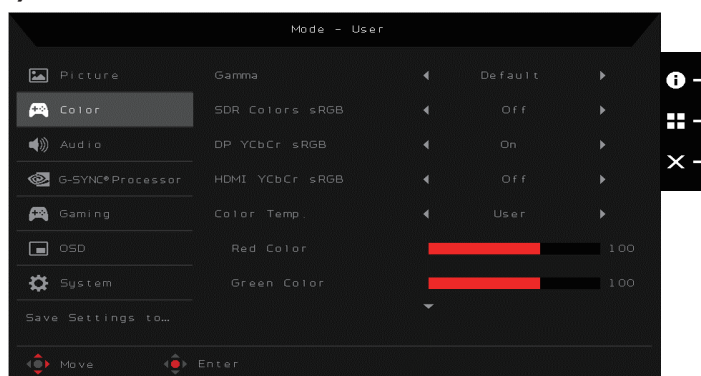 Mode - User
Picture
Gamma Default
Color
SDR Colors sRGB Off
Audio
DP YCbCr sRGB On
G-SYNC® Processor
HDMI YCbCr sRGB Off
Gaming
Color Temp. User
OSD
Red Color 100
System
Green Color 100
Save Settings to…
Move Enter